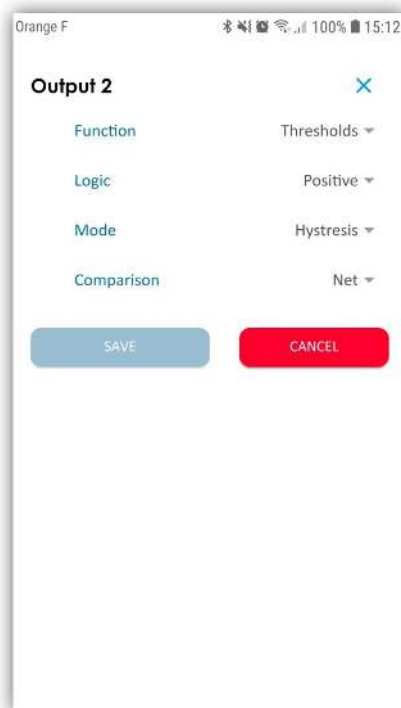 Orange F 100% 15:12
Output 2
Function Thresholds
Logic Positive
Mode Hystresis
Comparison Net
SAVE CANCEL